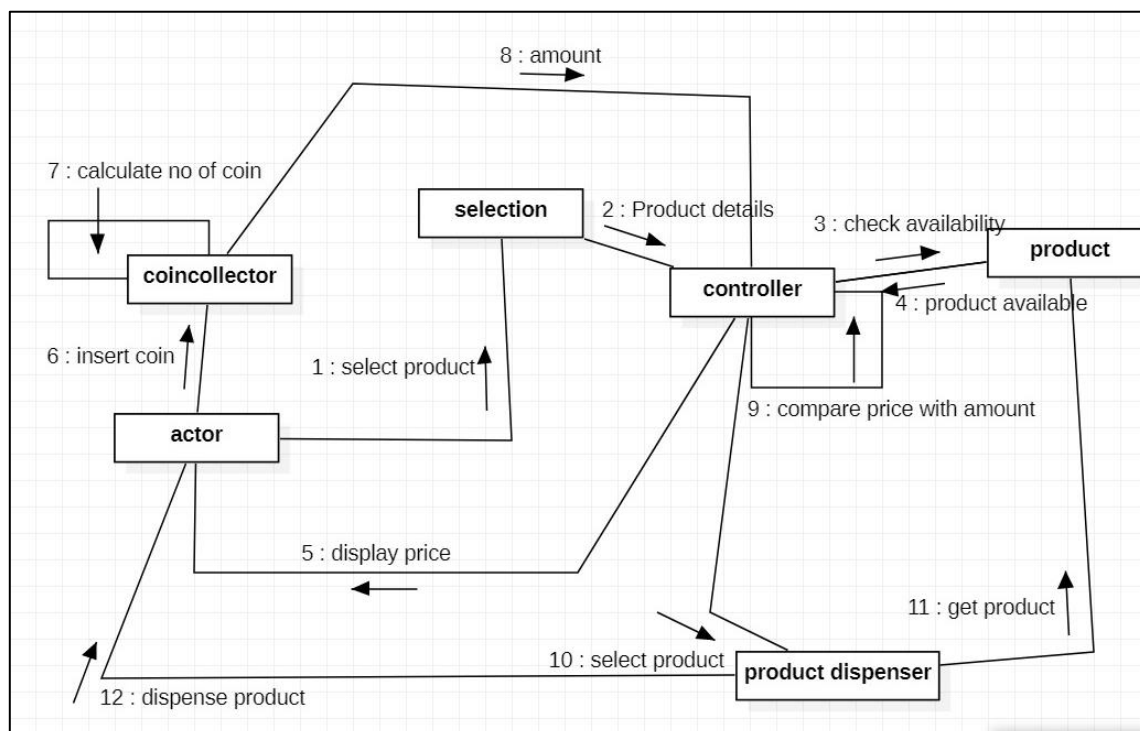 8 : amount
7 : calculate no of coin
selection
2 : Product details
3 : check availability
product
coincollector
controller
4 : product available
6 : insert coin
1 : select product
9 : compare price with amount
actor
5 : display price
11 : get product
10 : select product
product dispenser
12 : dispense product